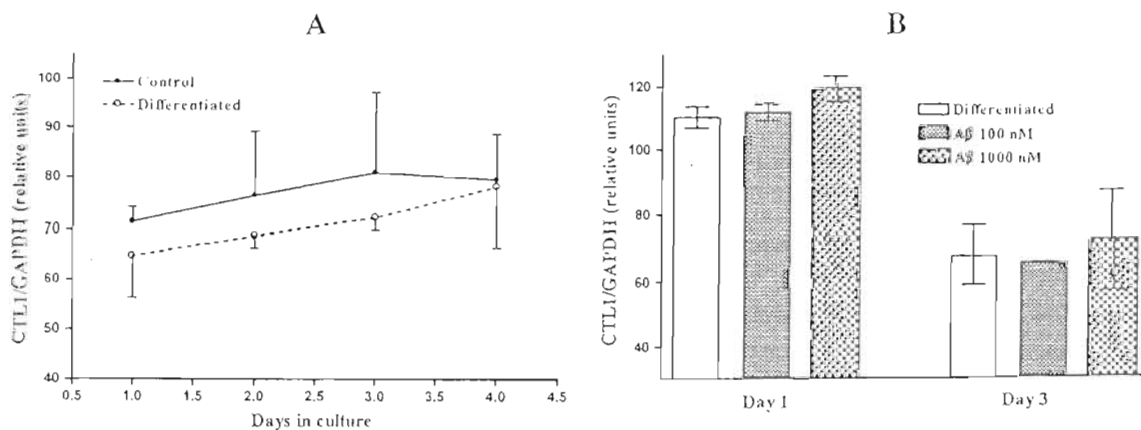 A
CTL1/GAPDH (relative units)
100
90
80
70
60
50
40
Control
Differentiated
0.5 1.0 1.5 2.0 2.5 3.0 3.5 4.0 4.5
Days in culture
B
CTL1/GAPDH (relative units)
120
100
80
60
40
Differentiated
Aβ 100 nM
Aβ 1000 nM
Day 1 Day 3